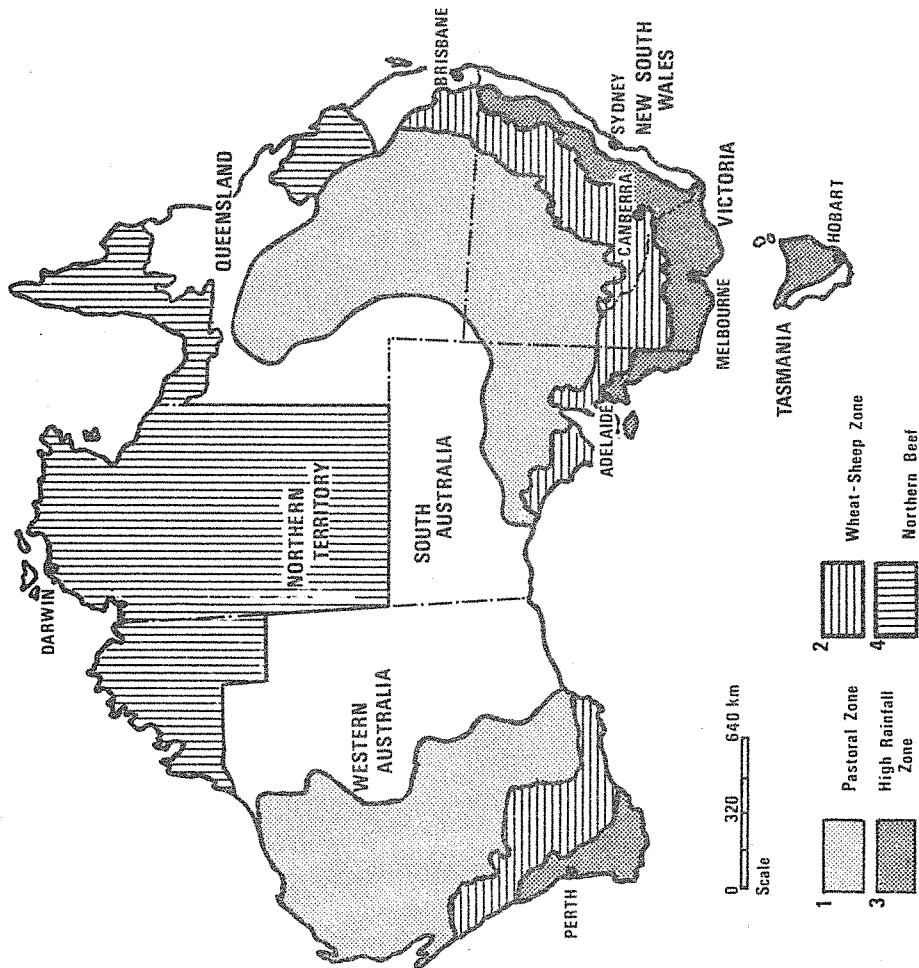 DARWIN
NORTHERN
TERRITORY
QUEENSLAND
WESTERN
AUSTRALIA
SOUTH
AUSTRALIA
BRISBANE
PERTH
ADELAIDE
CANBERRA
SYDNEY
NEW SOUTH
WALES
MELBOURNE
VICTORIA
TASMANIA
HOBART
0 320 640 km
Scale
1 Pastoral Zone
2 Wheat-Sheep Zone
3 High Rainfall
Zone
4 Northern Beef